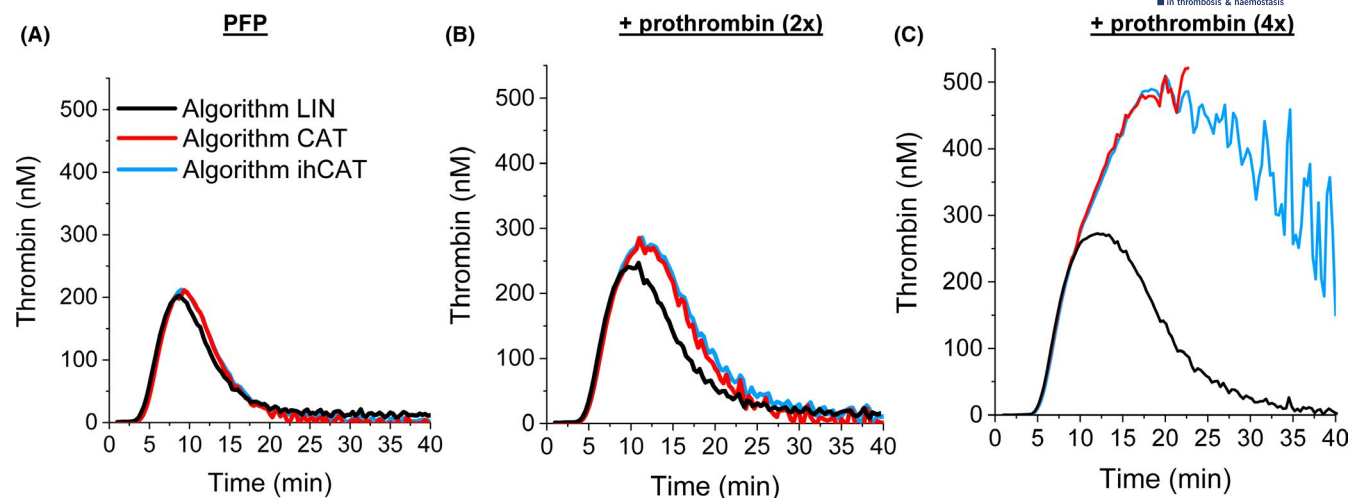 in thrombosis & haemostasis
(A)
PFP
500
400
300
200
100
0
Thrombin (nM)
Algorithm LIN
Algorithm CAT
Algorithm ihCAT
0 5 10 15 20 25 30 35 40
Time (min)
(B)
+ prothrombin (2x)
500
400
300
200
100
0
Thrombin (nM)
0 5 10 15 20 25 30 35 40
Time (min)
(C)
+ prothrombin (4x)
500
400
300
200
100
0
Thrombin (nM)
0 5 10 15 20 25 30 35 40
Time (min)